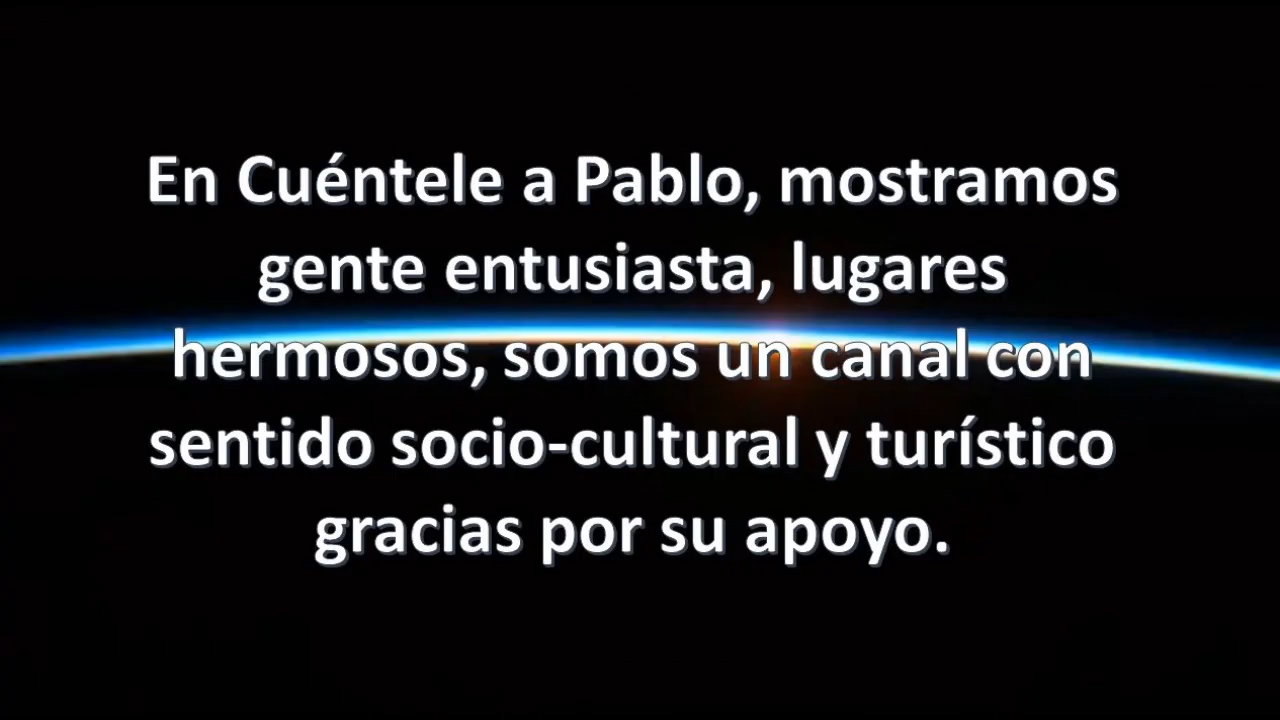 En Cuéntele a Pablo, mostramos
gente entusiasta, lugares
hermosos, somos un canal con
sentido socio-cultural y turístico
gracias por su apoyo.